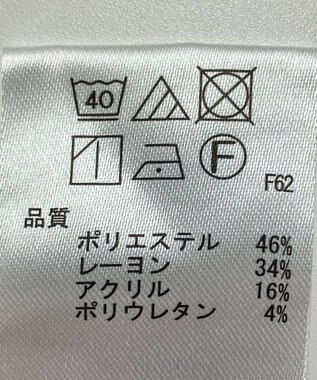 40
F
F62
品質
ポリエステル 46%
レーヨン 34%
アクリル 16%
ポリウレタン 4%